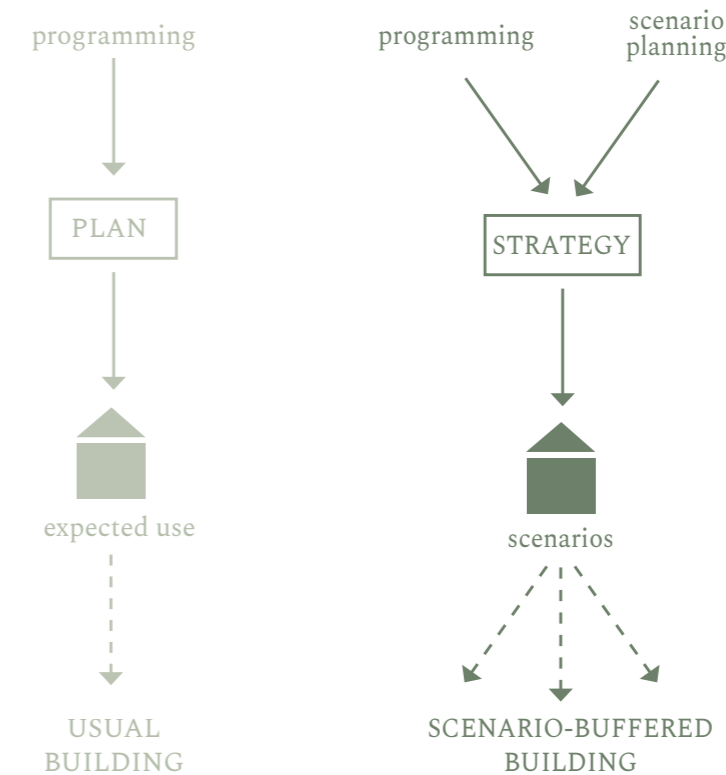 programming
PLAN
expected use
USUAL
BUILDING
programming
scenario
planning
STRATEGY
scenarios
SCENARIO-BUFFERED
BUILDING